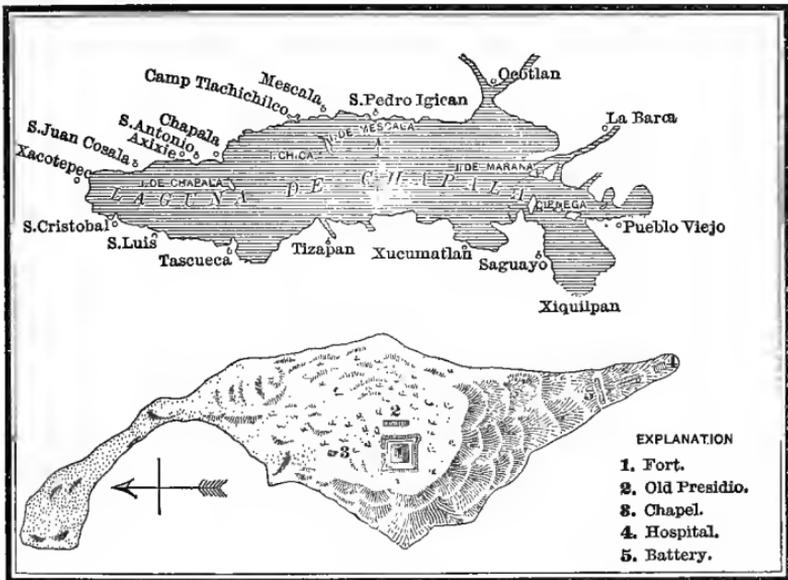 Ocotlan
Mescala
Camp Tlachichilco
S.Pedro Igican
Chapala
S.Antonio
Axixic
S.Juan Cosala
Xacotepec
La Barca
I. DE MESCALA
I. CHICA
I. DE MARANA
I. DE CHAPALA
LAGUNA DE CHAPALA
CIENEGA
S.Cristobal
S.Luis
Tascueca
Tizapan
Xucumatlan
Saguayo
Pueblo Viejo
Xiquilpan
2
3
5
EXPLANATION
1. Fort.
2. Old Presidio.
3. Chapel.
4. Hospital.
5. Battery.